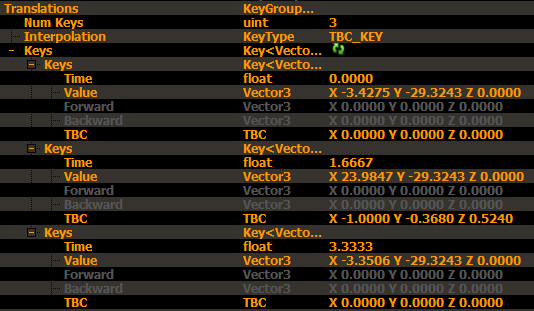 Translations KeyGroup...
Num Keys uint 3
Interpolation KeyType TBC_KEY
Keys Key<Vecto...
Keys Key<Vecto...
Time float 0.0000
Value Vector3 X -3.4275 Y -29.3243 Z 0.0000
Forward Vector3 X 0.0000 Y 0.0000 Z 0.0000
Backward Vector3 X 0.0000 Y 0.0000 Z 0.0000
TBC TBC X 0.0000 Y 0.0000 Z 0.0000
Keys Key<Vecto...
Time float 1.6667
Value Vector3 X 23.9847 Y -29.3243 Z 0.0000
Forward Vector3 X 0.0000 Y 0.0000 Z 0.0000
Backward Vector3 X 0.0000 Y 0.0000 Z 0.0000
TBC TBC X -1.0000 Y -0.3680 Z 0.5240
Keys Key<Vecto...
Time float 3.3333
Value Vector3 X -3.3506 Y -29.3243 Z 0.0000
Forward Vector3 X 0.0000 Y 0.0000 Z 0.0000
Backward Vector3 X 0.0000 Y 0.0000 Z 0.0000
TBC TBC X 0.0000 Y 0.0000 Z 0.0000